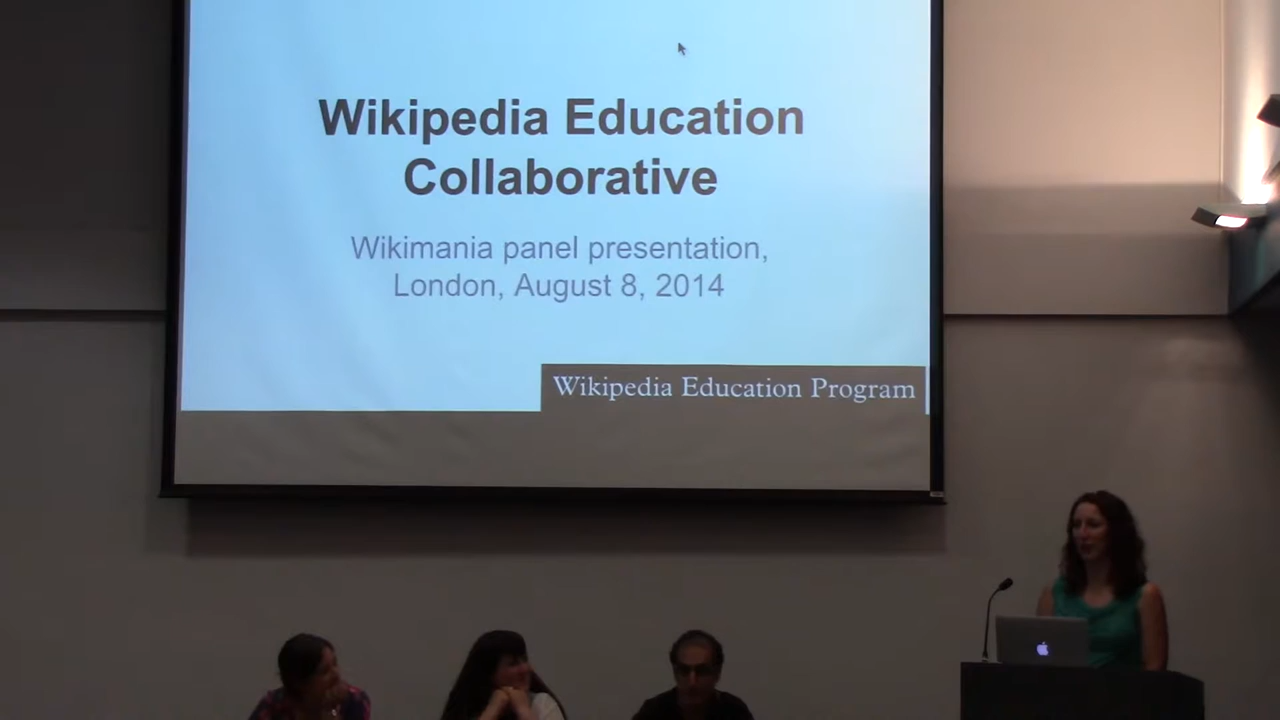 Wikipedia Education
Collaborative
Wikimania panel presentation,
London, August 8, 2014
Wikipedia Education Program